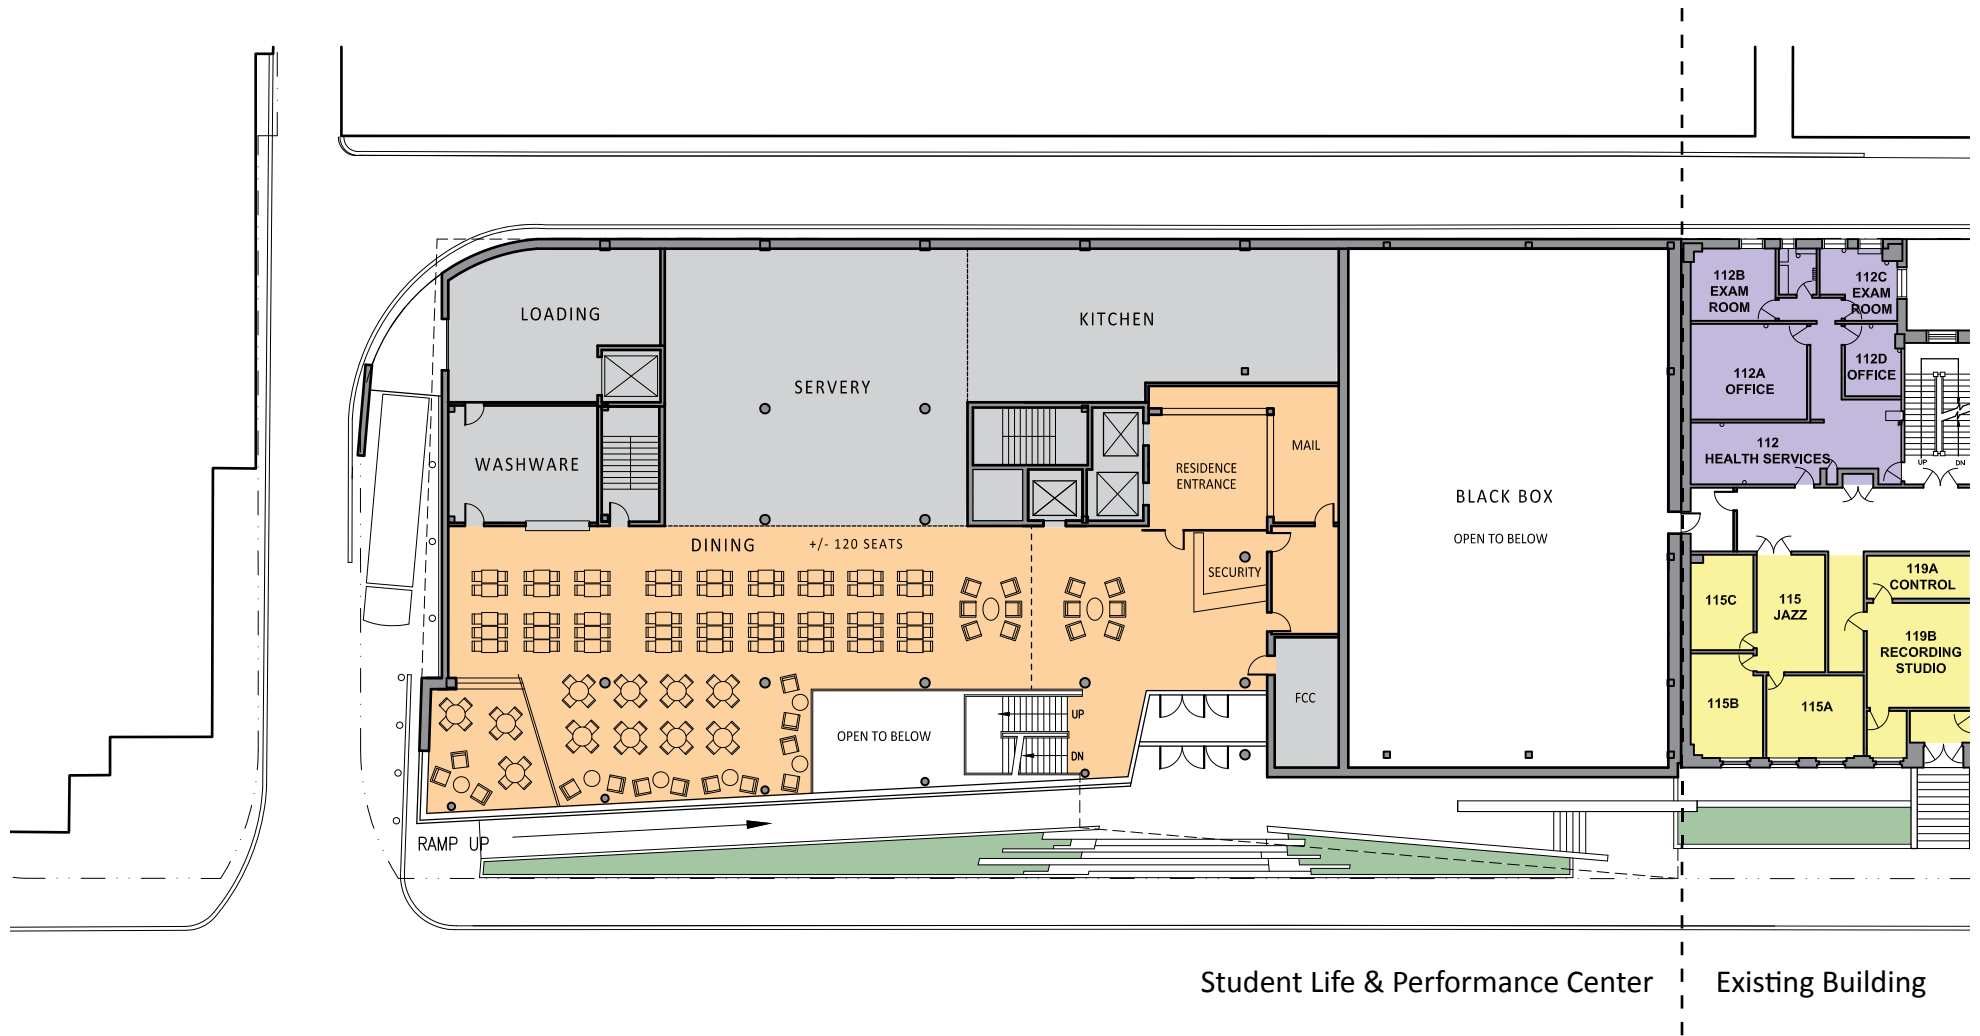 LOADING
SERVERY
KITCHEN
WASHWARE
RESIDENCE
ENTRANCE
MAIL
BLACK BOX
OPEN TO BELOW
DINING +/- 120 SEATS
SECURITY
FCC
OPEN TO BELOW
UP
DN
RAMP UP
112B
EXAM
ROOM
112C
EXAM
ROOM
112A
OFFICE
112D
OFFICE
112
HEALTH SERVICES
UP
DN
115C
115
JAZZ
119A
CONTROL
119B
RECORDING
STUDIO
115B
115A
Student Life & Performance Center
Existing Building